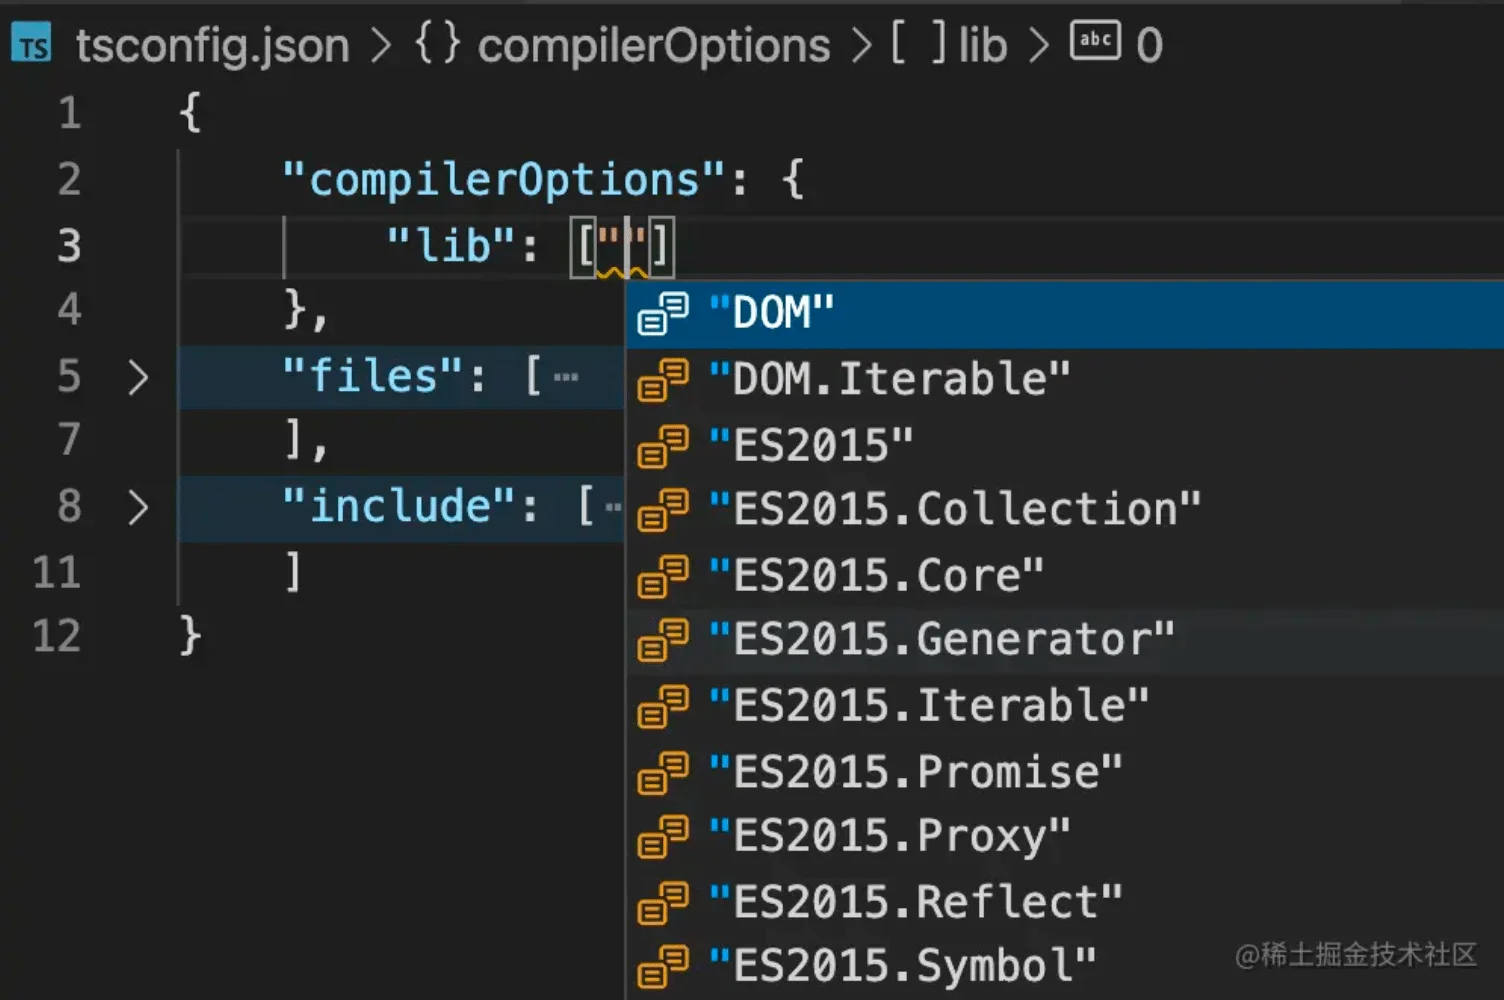 TS tsconfig.json > {} compilerOptions > [ ] lib > abc 0
1 {
2 "compilerOptions": {
3 "lib": [""]
4 },
5 > "files": [ ···
7 ],
8 > "include": [ ··
11 ]
12 }
"DOM"
"DOM.Iterable"
"ES2015"
"ES2015.Collection"
"ES2015.Core"
"ES2015.Generator"
"ES2015.Iterable"
"ES2015.Promise"
"ES2015.Proxy"
"ES2015.Reflect"
"ES2015.Symbol"
@稀土掘金技术社区